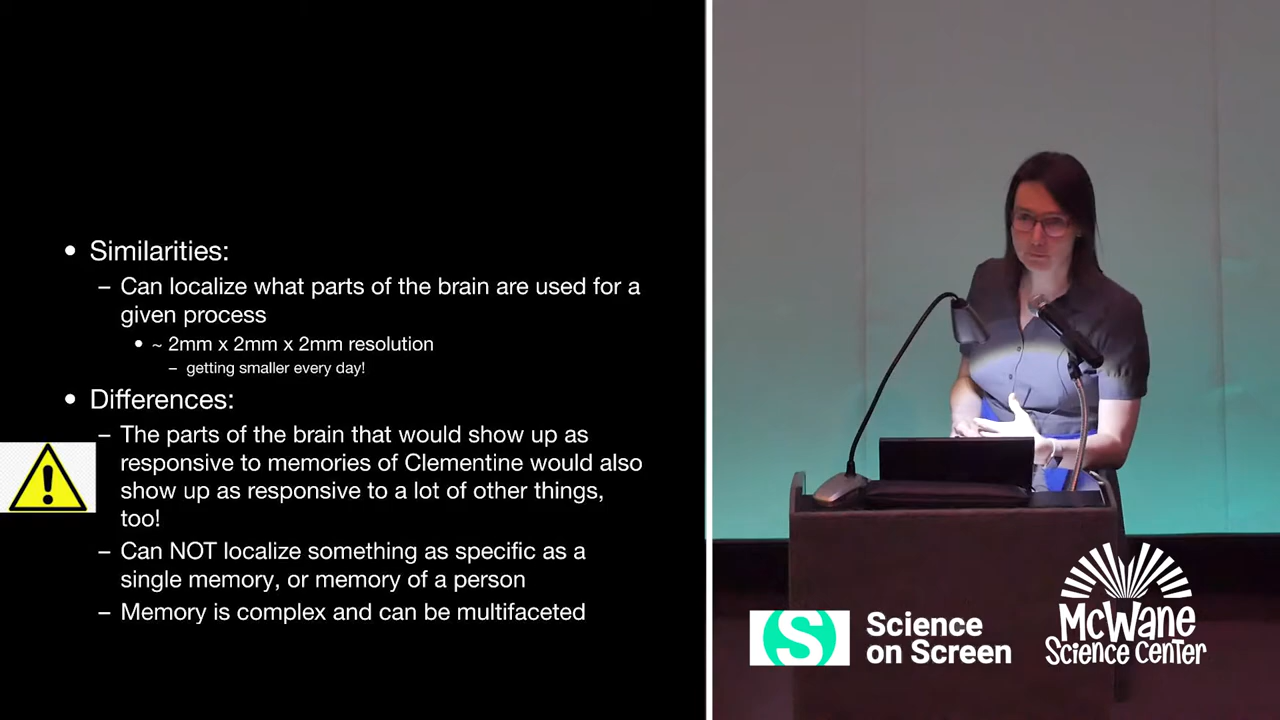 • Similarities:
– Can localize what parts of the brain are used for a
given process
• ~ 2mm x 2mm x 2mm resolution
– getting smaller every day!
• Differences:
– The parts of the brain that would show up as
responsive to memories of Clementine would also
show up as responsive to a lot of other things,
too!
– Can NOT localize something as specific as a
single memory, or memory of a person
– Memory is complex and can be multifaceted
S
Science
on Screen
McWane
Science Center